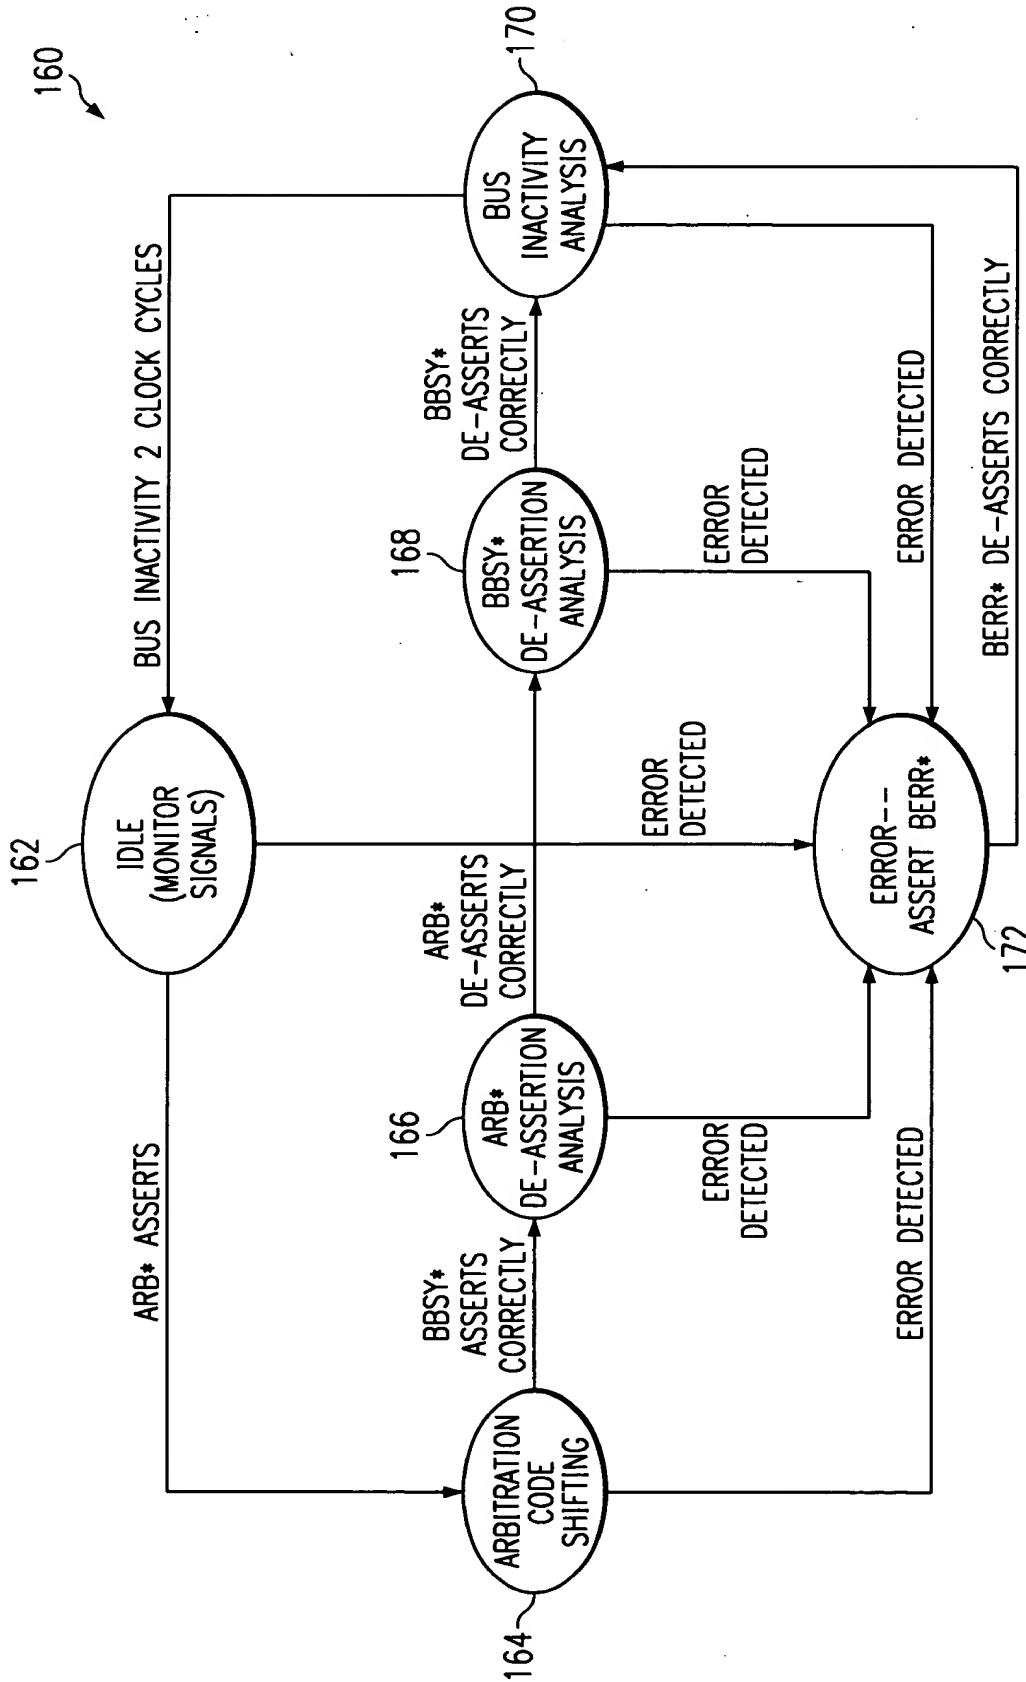 160
162
IDLE
(MONITOR
SIGNALS)
ARB* ASSERTS
BUS INACTIVITY 2 CLOCK CYCLES
164
ARBITRATION
CODE
SHIFTING
BBSY*
ASSERTS
CORRECTLY
166
ARB*
DE-ASSERTION
ANALYSIS
ARB*
DE-ASSERTS
CORRECTLY
168
BBSY*
DE-ASSERTION
ANALYSIS
BBSY*
DE-ASSERTS
CORRECTLY
170
BUS
INACTIVITY
ANALYSIS
ERROR
DETECTED
ERROR
DETECTED
ERROR
DETECTED
ERROR DETECTED
ERROR DETECTED
ERROR--
ASSERT BERR*
172
BERR* DE-ASSERTS CORRECTLY